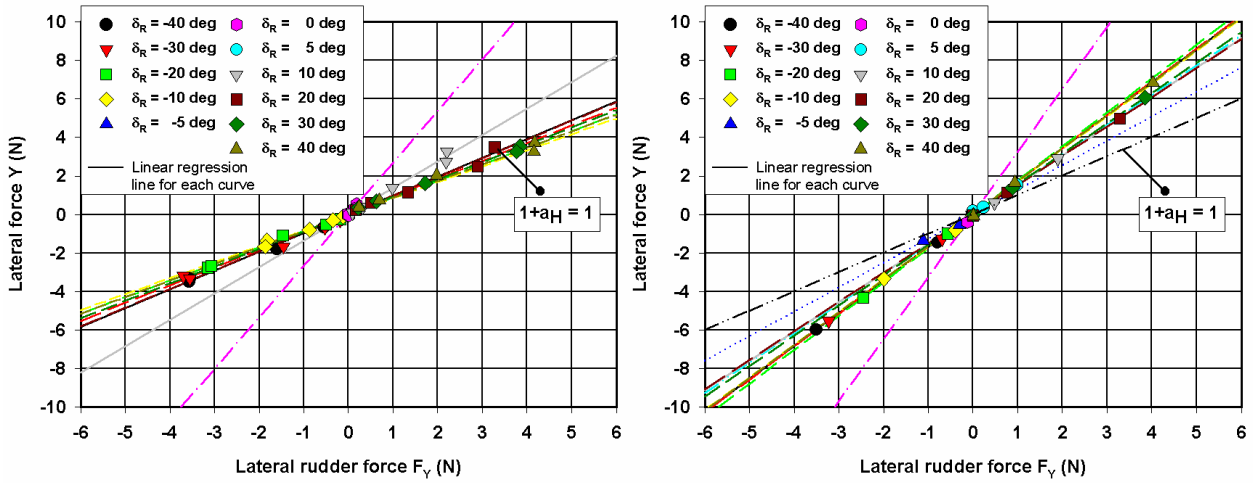 10
8
6
4
2
0
-2
-4
-6
-8
-10
Lateral force Y (N)
δR = -40 deg
δR = 0 deg
δR = -30 deg
δR = 5 deg
δR = -20 deg
δR = 10 deg
δR = -10 deg
δR = 20 deg
δR = -5 deg
δR = 30 deg
δR = 40 deg
Linear regression
line for each curve
1+aH = 1
-6 -5 -4 -3 -2 -1 0 1 2 3 4 5 6
Lateral rudder force FY (N)
10
8
6
4
2
0
-2
-4
-6
-8
-10
Lateral force Y (N)
δR = -40 deg
δR = 0 deg
δR = -30 deg
δR = 5 deg
δR = -20 deg
δR = 10 deg
δR = -10 deg
δR = 20 deg
δR = -5 deg
δR = 30 deg
δR = 40 deg
Linear regression
line for each curve
1+aH = 1
-6 -5 -4 -3 -2 -1 0 1 2 3 4 5 6
Lateral rudder force FY (N)